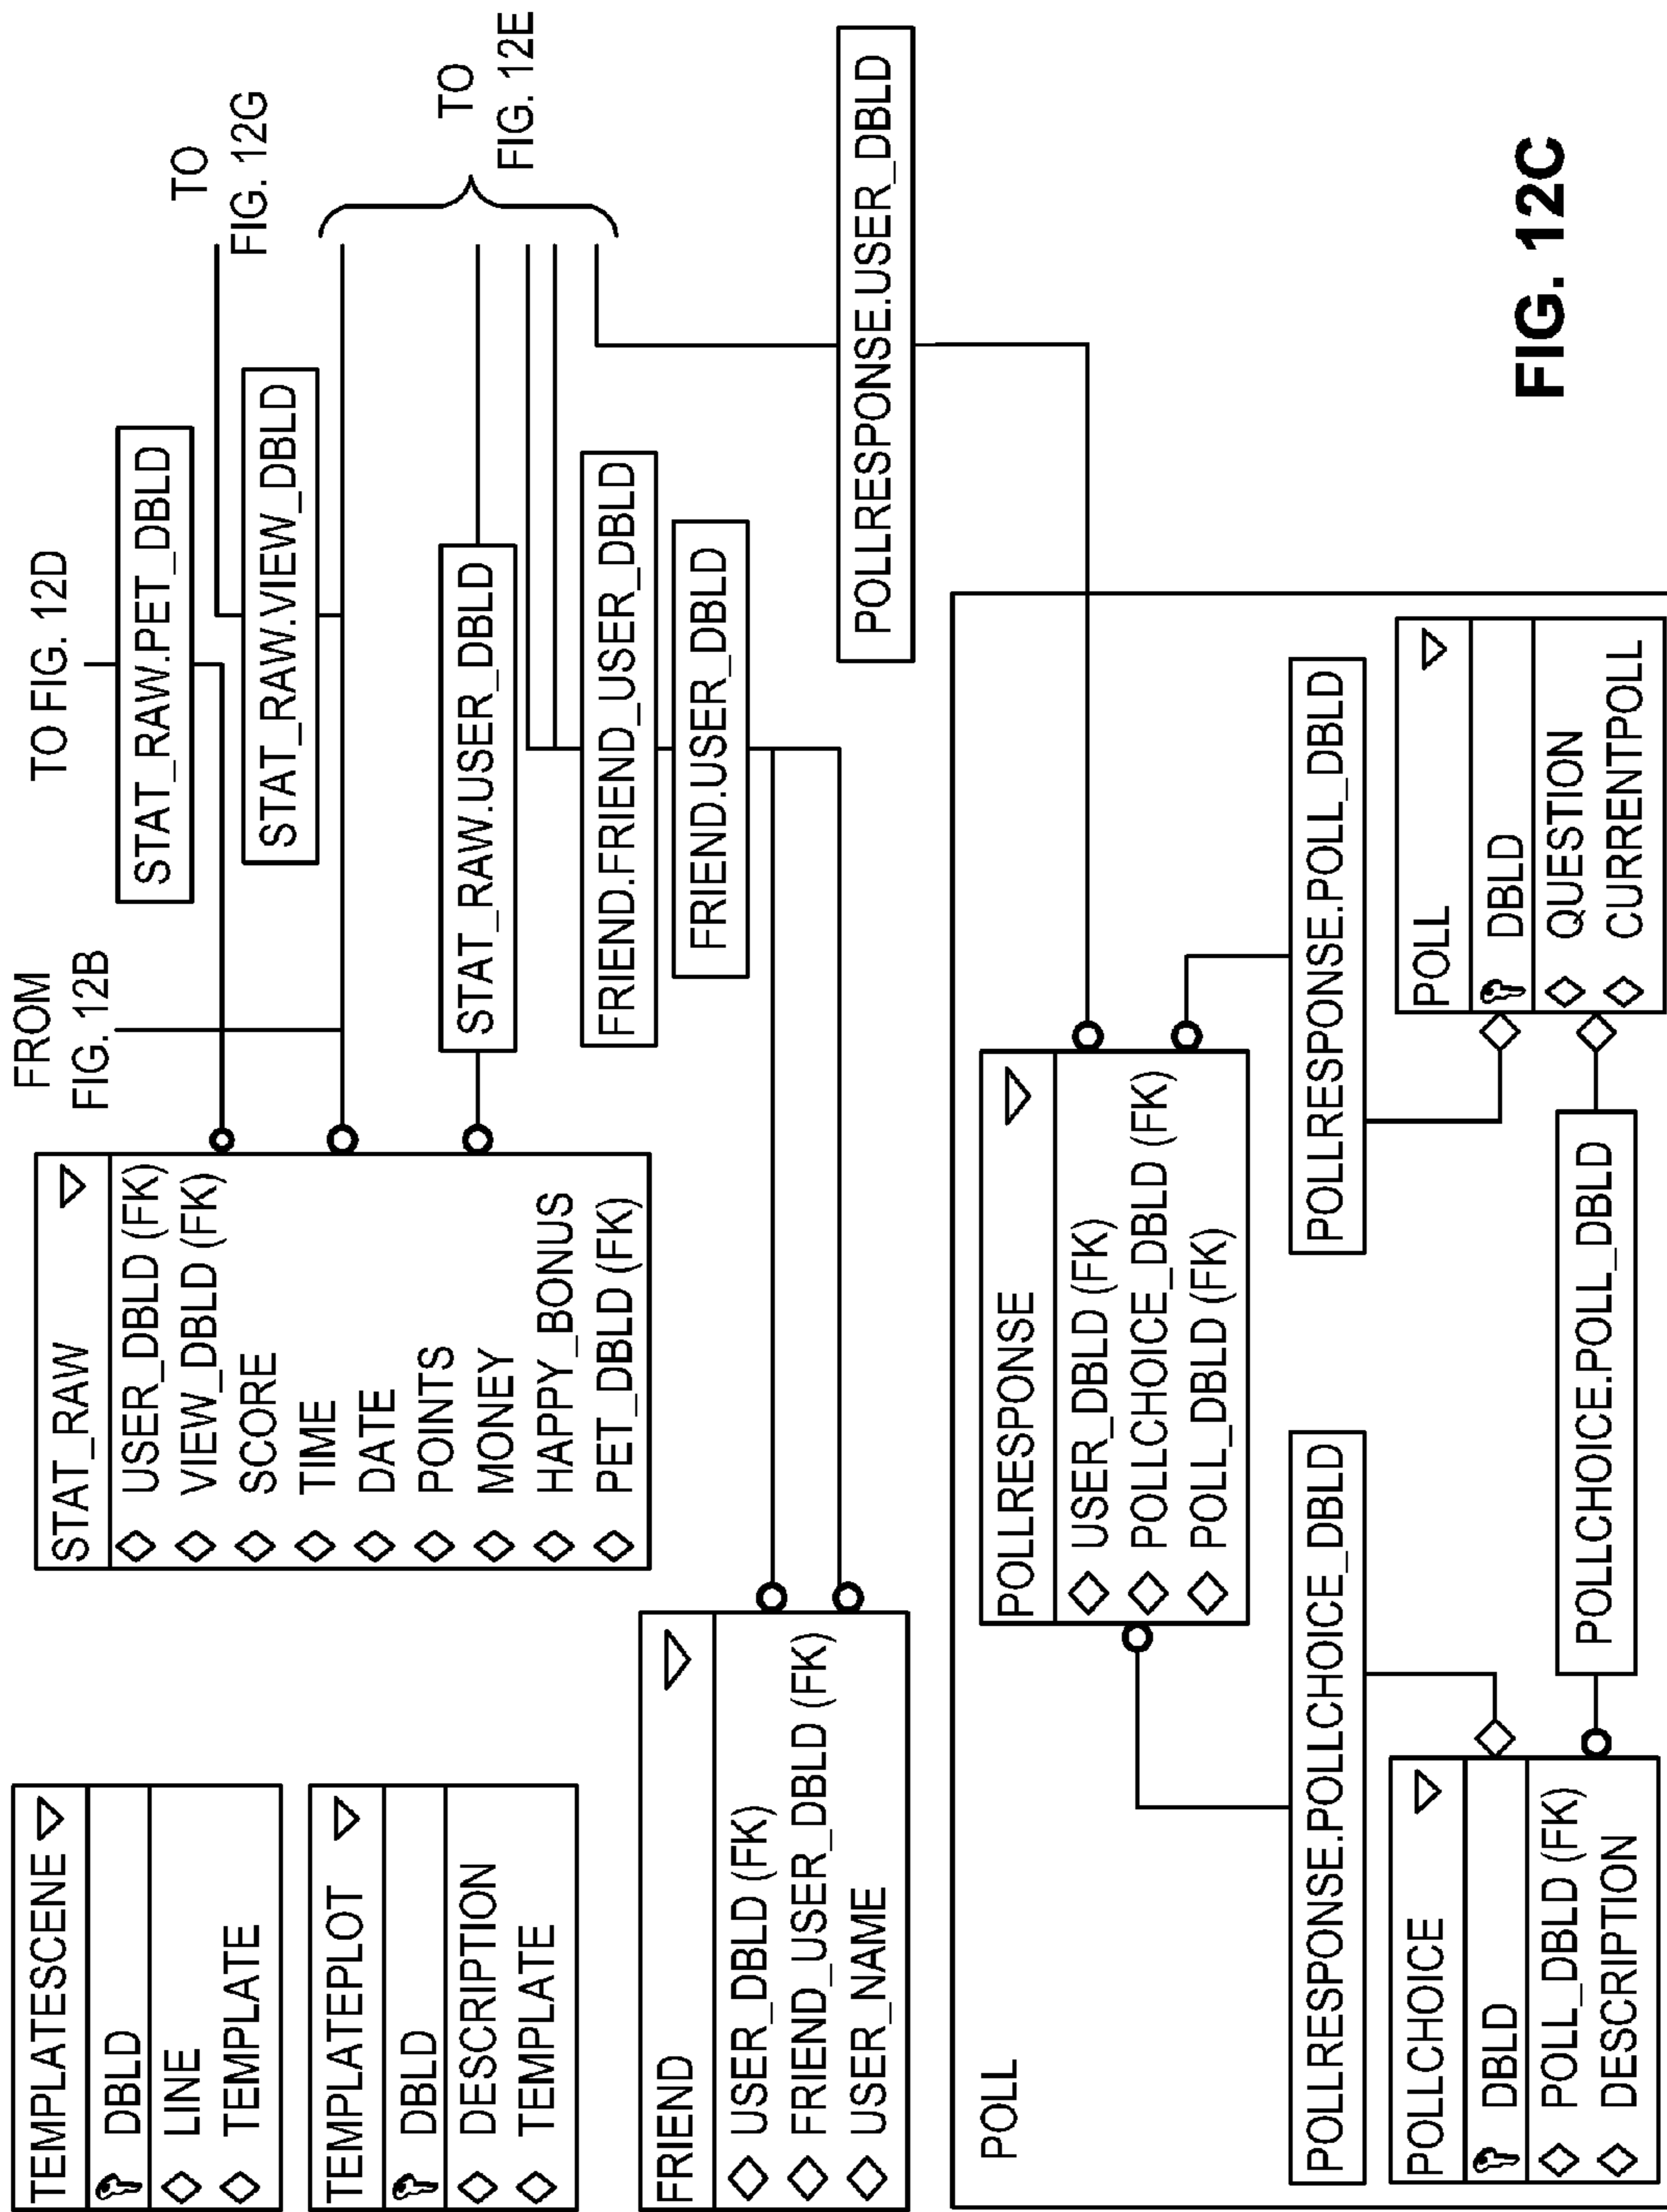 TEMPLATESCENE
DBLD
LINE
TEMPLATE
TEMPLATEPLOT
DBLD
DESCRIPTION
TEMPLATE
STAT_RAW
USER_DBLD (FK)
VIEW_DBLD (FK)
SCORE
TIME
DATE
POINTS
MONEY
HAPPY_BONUS
PET_DBLD (FK)
FROM
FIG. 12B
TO FIG. 12D
STAT_RAW.PET_DBLD
STAT_RAW.VIEW_DBLD
TO
FIG. 12G
STAT_RAW.USER_DBLD
TO
FIG. 12E
FRIEND.FRIEND_USER_DBLD
FRIEND.USER_DBLD
FRIEND
USER_DBLD (FK)
FRIEND_USER_DBLD (FK)
USER_NAME
POLLRESPONSE.USER_DBLD
POLL
POLLRESPONSE
USER_DBLD (FK)
POLLCHOICE_DBLD (FK)
POLL_DBLD (FK)
POLLRESPONSE.POLLCHOICE_DBLD
POLLRESPONSE.POLL_DBLD
POLLCHOICE
DBLD
POLL_DBLD (FK)
DESCRIPTION
POLLCHOICE.POLL_DBLD
POLL
DBLD
QUESTION
CURRENTPOLL
FIG. 12C